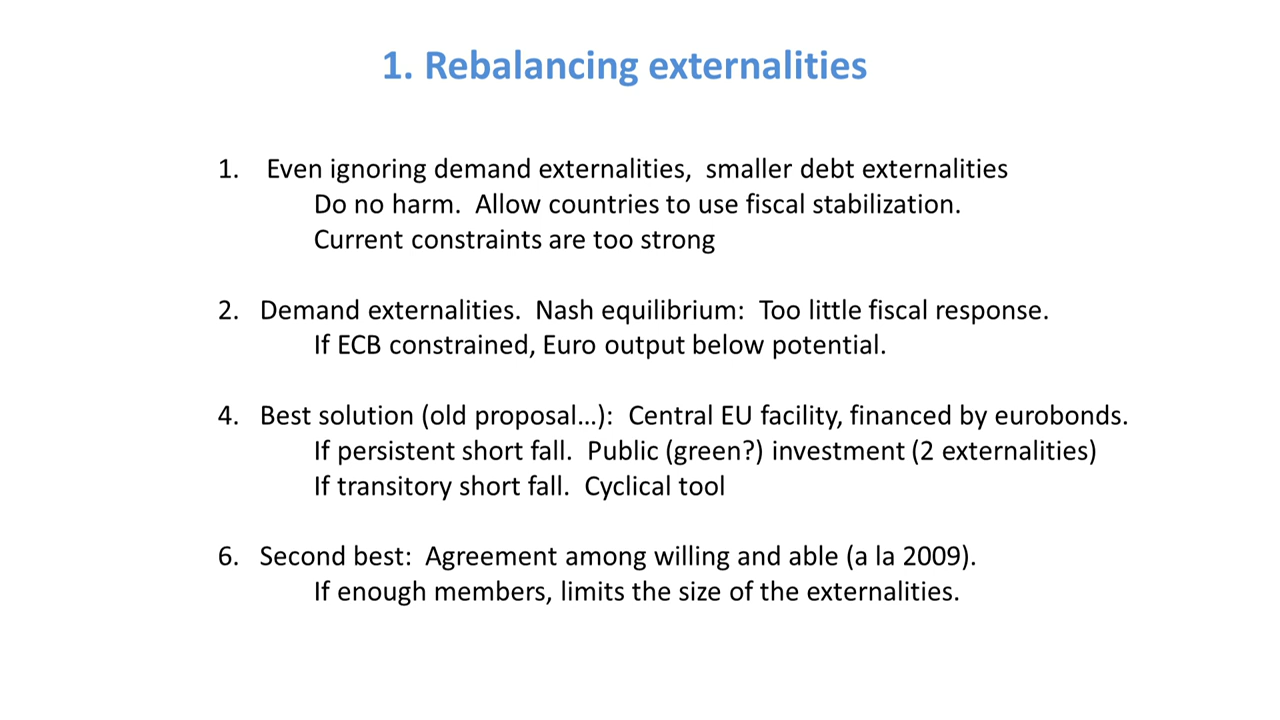 1. Rebalancing externalities
1. Even ignoring demand externalities, smaller debt externalities
Do no harm. Allow countries to use fiscal stabilization.
Current constraints are too strong
2. Demand externalities. Nash equilibrium: Too little fiscal response.
If ECB constrained, Euro output below potential.
4. Best solution (old proposal…): Central EU facility, financed by eurobonds.
If persistent short fall. Public (green?) investment (2 externalities)
If transitory short fall. Cyclical tool
6. Second best: Agreement among willing and able (a la 2009).
If enough members, limits the size of the externalities.